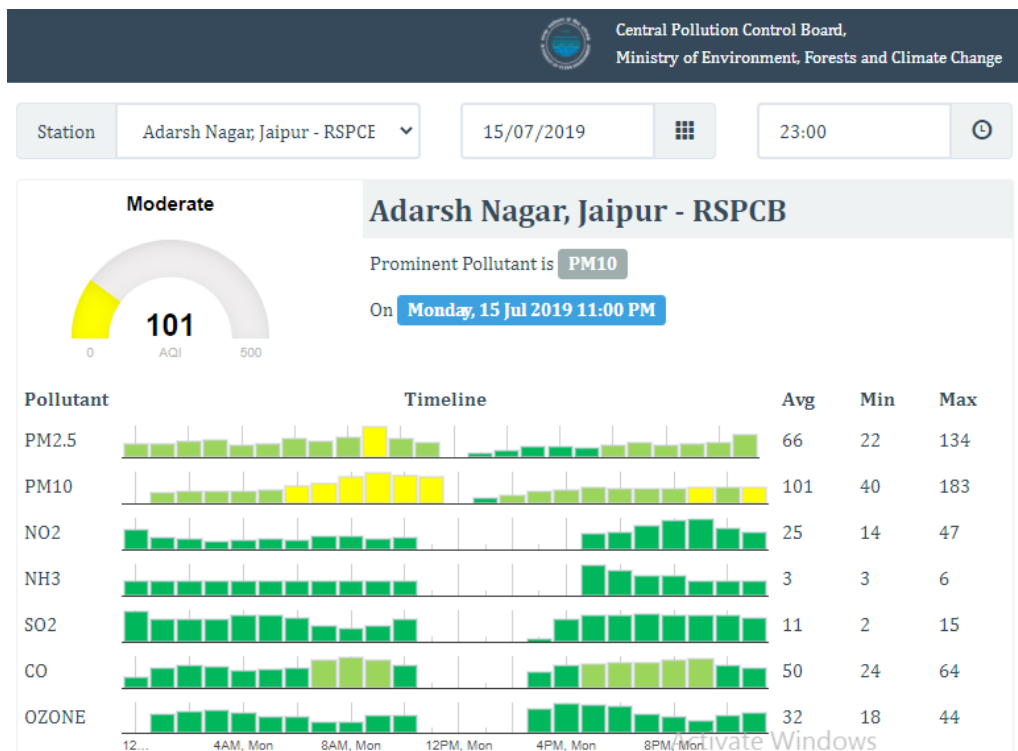 Central Pollution Control Board,
Ministry of Environment, Forests and Climate Change
Station Adarsh Nagar, Jaipur - RSPCE 15/07/2019 23:00
Moderate
Adarsh Nagar, Jaipur - RSPCB
Prominent Pollutant is PM10
On Monday, 15 Jul 2019 11:00 PM
101
0 AQI 500
Pollutant Timeline Avg Min Max
PM2.5 66 22 134
PM10 101 40 183
NO2 25 14 47
NH3 3 3 6
SO2 11 2 15
CO 50 24 64
OZONE 32 18 44
12... 4AM, Mon 8AM, Mon 12PM, Mon 4PM, Mon 8PM, Mon
Activate Windows